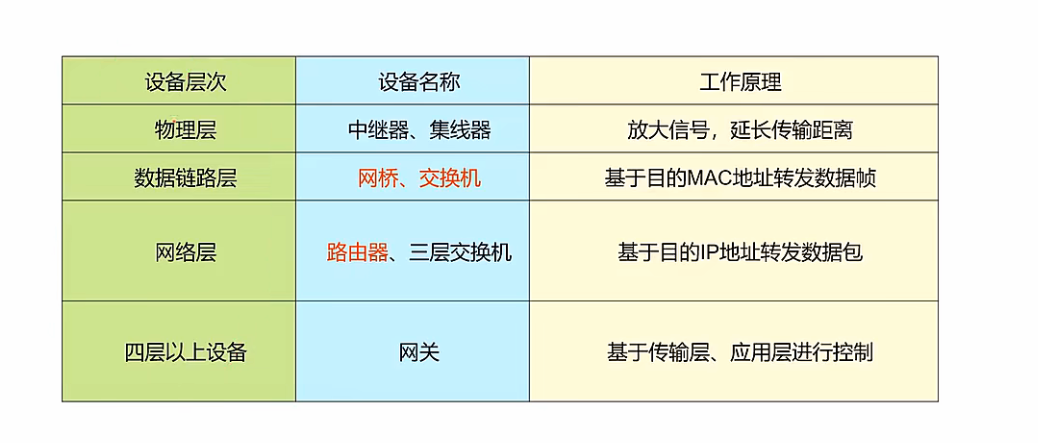 设备层次 设备名称 工作原理
物理层 中继器、集线器 放大信号，延长传输距离
数据链路层 网桥、交换机 基于目的MAC地址转发数据帧
网络层 路由器、三层交换机 基于目的IP地址转发数据包
四层以上设备 网关 基于传输层、应用层进行控制